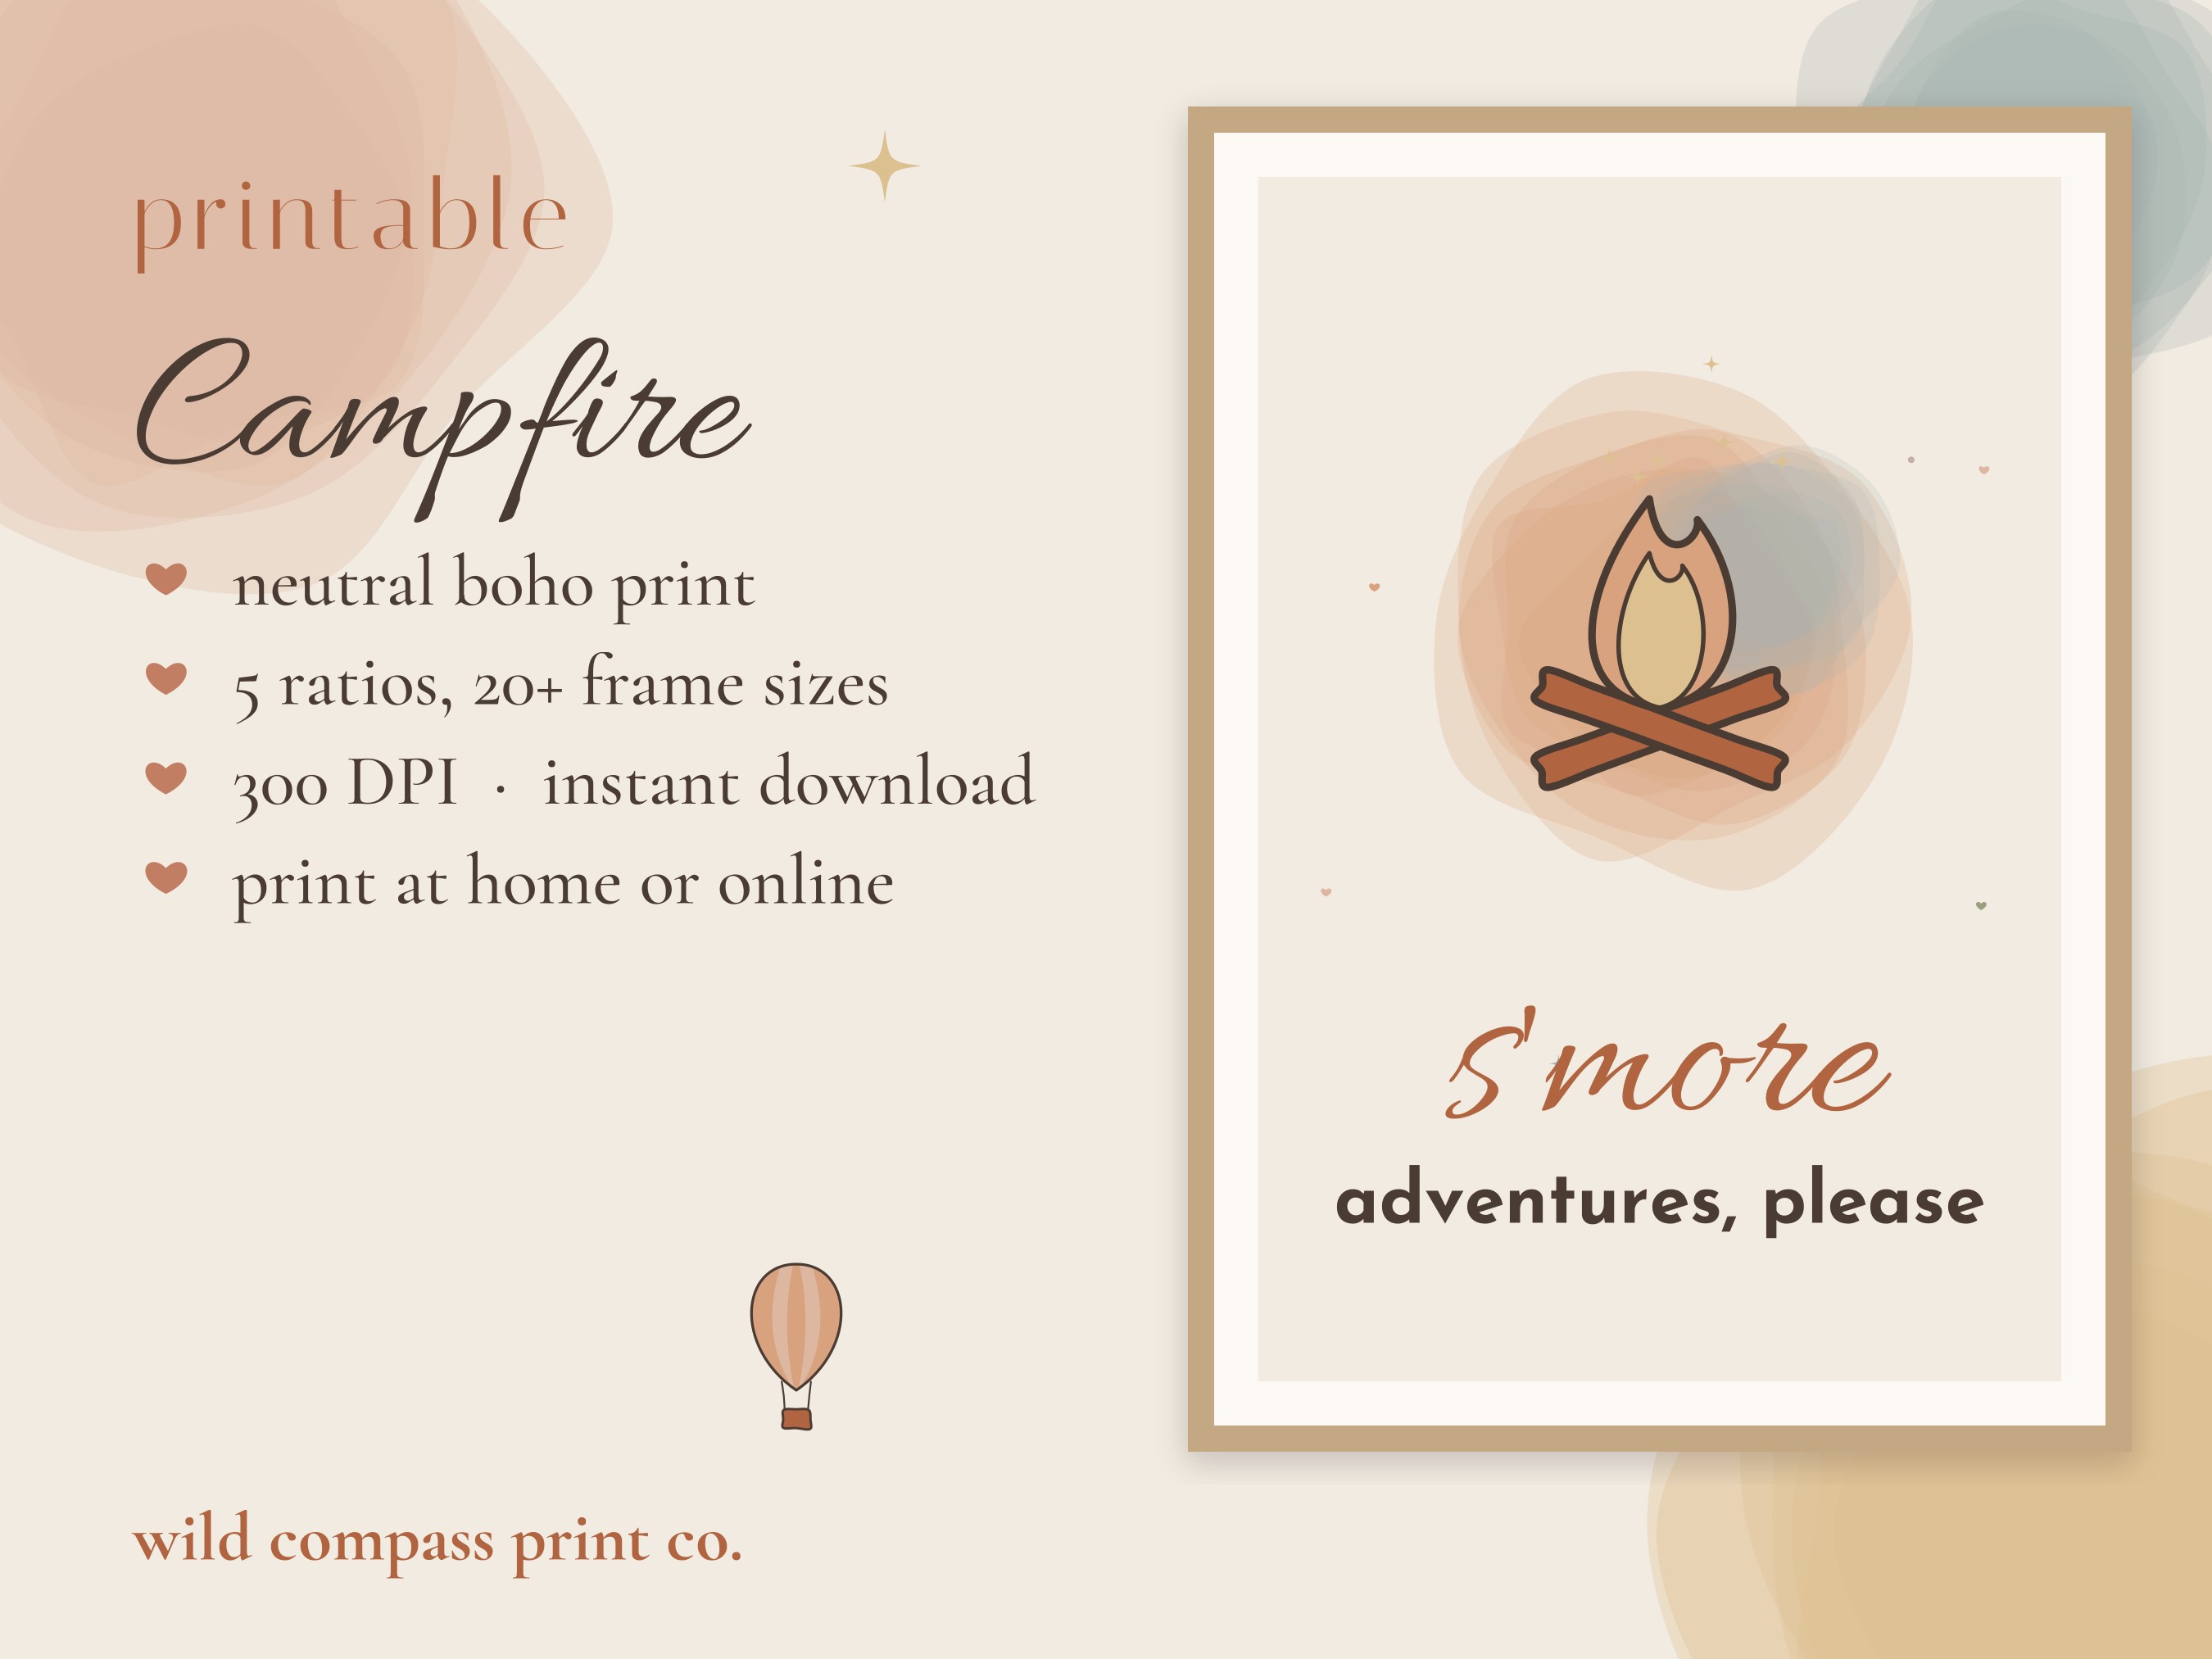 printable
Campfire
neutral boho print
5 ratios, 20+ frame sizes
300 DPI · instant download
print at home or online
wild compass print co.
s'more
adventures, please